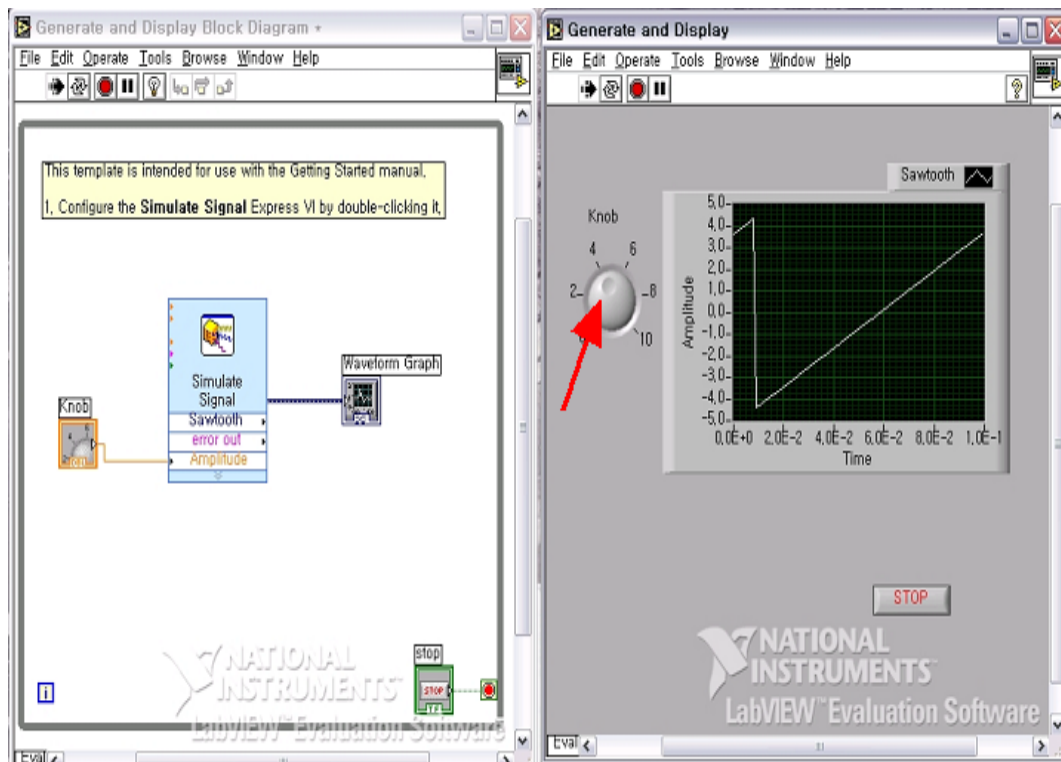 Generate and Display Block Diagram *
File Edit Operate Tools Browse Window Help
This template is intended for use with the Getting Started manual.
1. Configure the Simulate Signal Express VI by double-clicking it.
Simulate
Signal
Sawtooth
error out
Amplitude
Knob
Waveform Graph
stop
STOP
TF
i
NATIONAL
INSTRUMENTS™
LabVIEW™ Evaluation Software
Eval
Generate and Display
File Edit Operate Tools Browse Window Help
Sawtooth
Knob
4 6
2 8
10
Amplitude
5,0
4,0
3,0
2,0
1,0
0,0
-1,0
-2,0
-3,0
-4,0
-5,0
0,0E+0 2,0E-2 4,0E-2 6,0E-2 8,0E-2 1,0E-1
Time
STOP
NATIONAL
INSTRUMENTS™
LabVIEW™ Evaluation Software
Eval